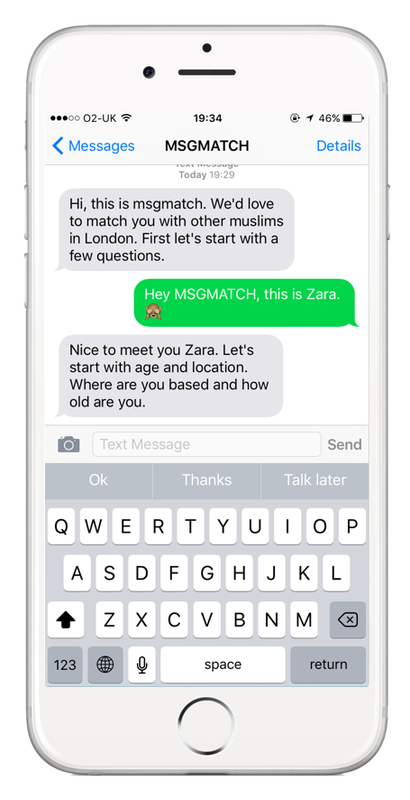 O2-UK 19:34 46%
Messages MSGMATCH Details
Text Message
Today 19:29
Hi, this is msgmatch. We'd love
to match you with other muslims
in London. First let's start with a
few questions.
Hey MSGMATCH, this is Zara.
🙈
Nice to meet you Zara. Let's
start with age and location.
Where are you based and how
old are you.
Text Message Send
Ok Thanks Talk later
Q W E R T Y U I O P
A S D F G H J K L
Z X C V B N M
123 space return